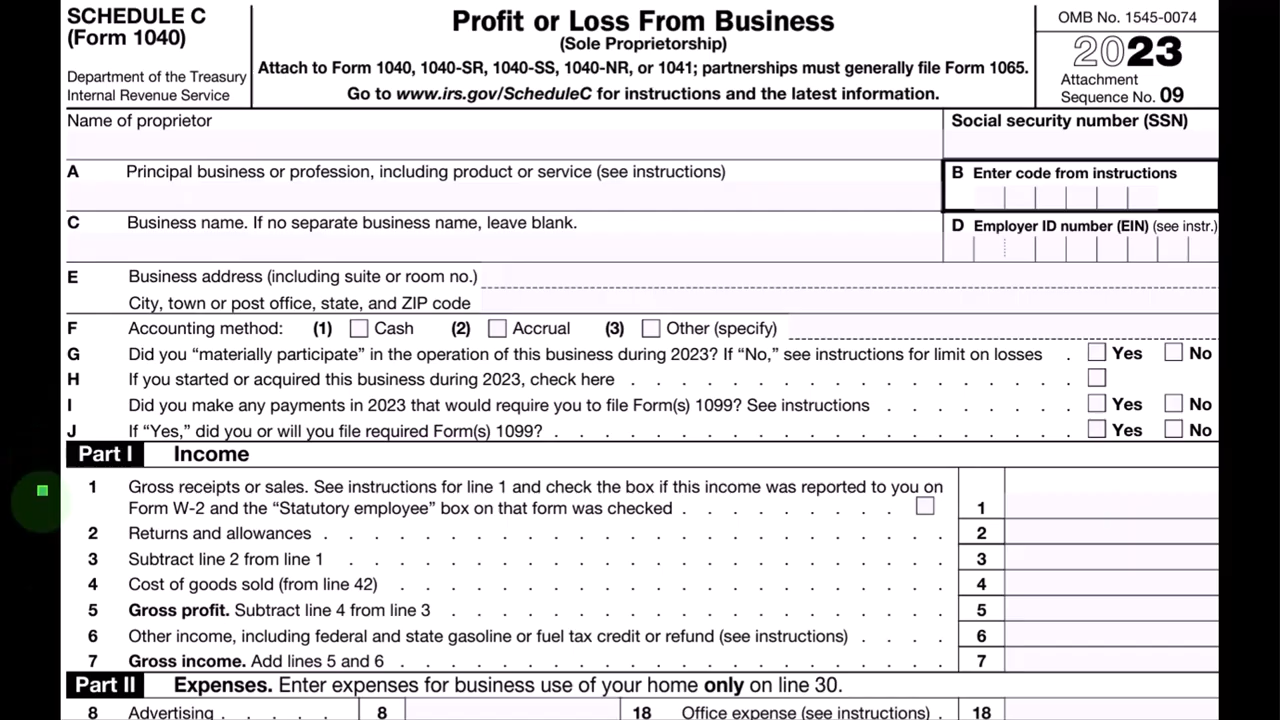 SCHEDULE C
(Form 1040)
Department of the Treasury
Internal Revenue Service
Profit or Loss From Business
(Sole Proprietorship)
Attach to Form 1040, 1040-SR, 1040-SS, 1040-NR, or 1041; partnerships must generally file Form 1065.
Go to www.irs.gov/ScheduleC for instructions and the latest information.
OMB No. 1545-0074
2023
Attachment
Sequence No. 09
Name of proprietor
Social security number (SSN)
A Principal business or profession, including product or service (see instructions)
B Enter code from instructions
C Business name. If no separate business name, leave blank.
D Employer ID number (EIN) (see instr.)
E Business address (including suite or room no.)
City, town or post office, state, and ZIP code
F Accounting method: (1) Cash (2) Accrual (3) Other (specify)
G Did you “materially participate” in the operation of this business during 2023? If “No,” see instructions for limit on losses . Yes No
H If you started or acquired this business during 2023, check here . . . . . . . . . . . . . . . . . .
I Did you make any payments in 2023 that would require you to file Form(s) 1099? See instructions . . . . . . . Yes No
J If “Yes,” did you or will you file required Form(s) 1099? . . . . . . . . . . . . . . . . . . Yes No
Part I Income
1 Gross receipts or sales. See instructions for line 1 and check the box if this income was reported to you on
Form W-2 and the “Statutory employee” box on that form was checked . . . . . . . . . 1
2 Returns and allowances . . . . . . . . . . . . . . . . . . . . . 2
3 Subtract line 2 from line 1 . . . . . . . . . . . . . . . . . . . . 3
4 Cost of goods sold (from line 42) . . . . . . . . . . . . . . . . . . 4
5 Gross profit. Subtract line 4 from line 3 . . . . . . . . . . . . . . . . . 5
6 Other income, including federal and state gasoline or fuel tax credit or refund (see instructions) . . . . 6
7 Gross income. Add lines 5 and 6 . . . . . . . . . . . . . . . . . . 7
Part II Expenses. Enter expenses for business use of your home only on line 30.
8 Advertising . . . . . 8
18 Office expense (see instructions) . 18